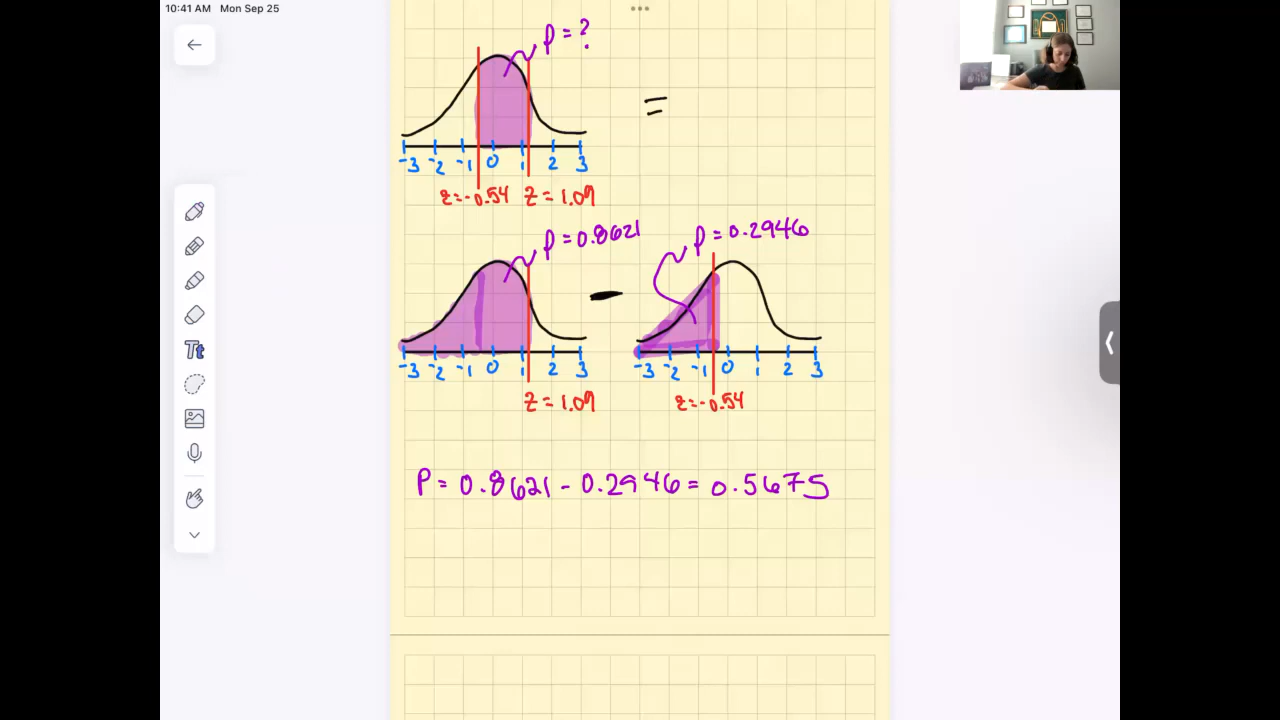 10:41 AM Mon Sep 25
p = ?
=
-3 -2 -1 0 1 2 3
z = -0.54 z = 1.09
p = 0.8621 p = 0.2946
-
-3 -2 -1 0 1 2 3 -3 -2 -1 0 1 2 3
z = 1.09 z = -0.54
P = 0.8621 - 0.2946 = 0.5675
Tt